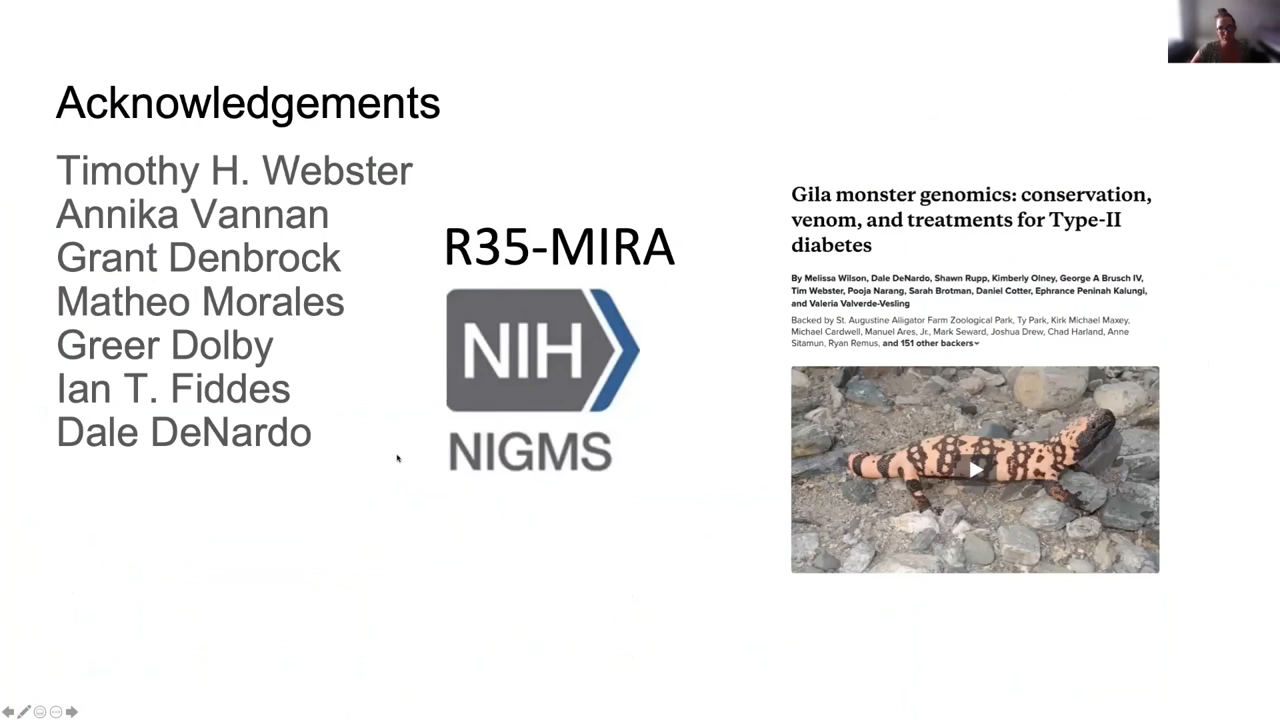 Acknowledgements
Timothy H. Webster
Annika Vannan
Grant Denbrock
Matheo Morales
Greer Dolby
Ian T. Fiddes
Dale DeNardo
R35-MIRA
NIH
NIGMS
Gila monster genomics: conservation,
venom, and treatments for Type-II
diabetes
By Melissa Wilson, Dale DeNardo, Shawn Rupp, Kimberly Olney, George A Brusch IV,
Tim Webster, Pooja Narang, Sarah Brotman, Daniel Cotter, Ephrance Peninah Kalungi,
and Valeria Valverde-Vesling
Backed by St. Augustine Alligator Farm Zoological Park, Ty Park, Kirk Michael Maxey,
Michael Cardwell, Manuel Ares, Jr., Mark Seward, Joshua Drew, Chad Harland, Anne
Sitamun, Ryan Remus, and 151 other backers